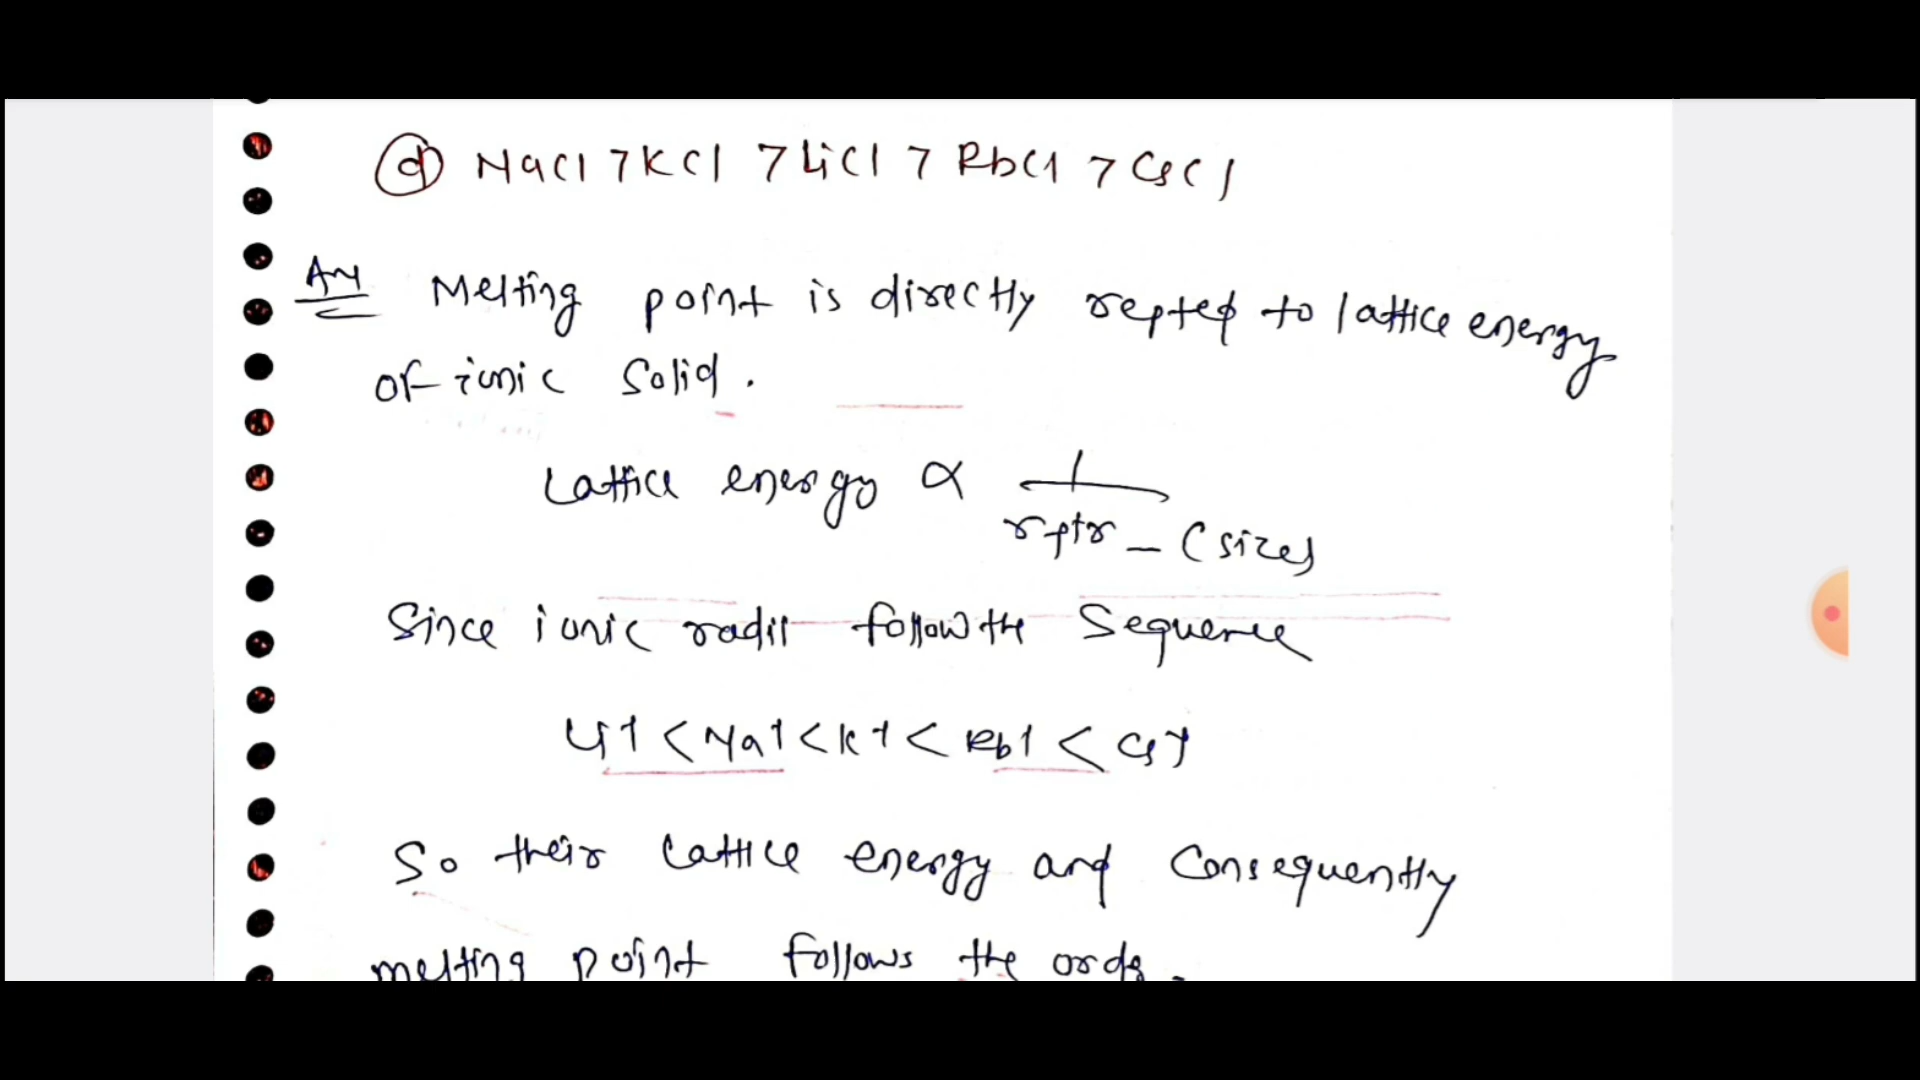 (d) NaCl > KCl > LiCl > RbCl > CsCl
Ans Melting point is directly related to lattice energy
of ionic solid.
Lattice energy ∝ 1
r+ + r- (sizes)
Since ionic radii follow the Sequence
Li+ < Na+ < K+ < Rb+ < Cs+
So their Lattice energy and Consequently
melting point follows the order.